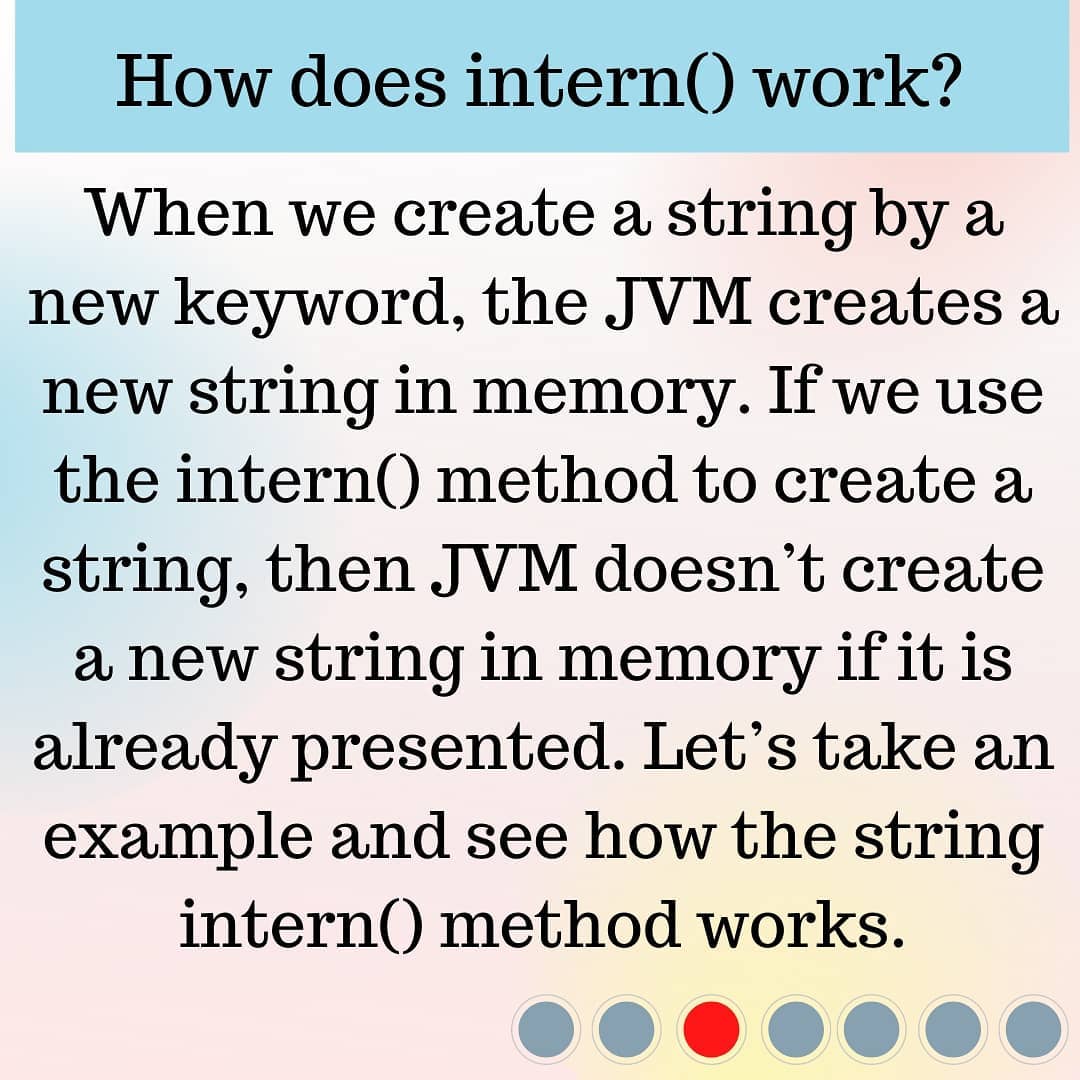 How does intern() work?
When we create a string by a
new keyword, the JVM creates a
new string in memory. If we use
the intern() method to create a
string, then JVM doesn’t create
a new string in memory if it is
already presented. Let’s take an
example and see how the string
intern() method works.